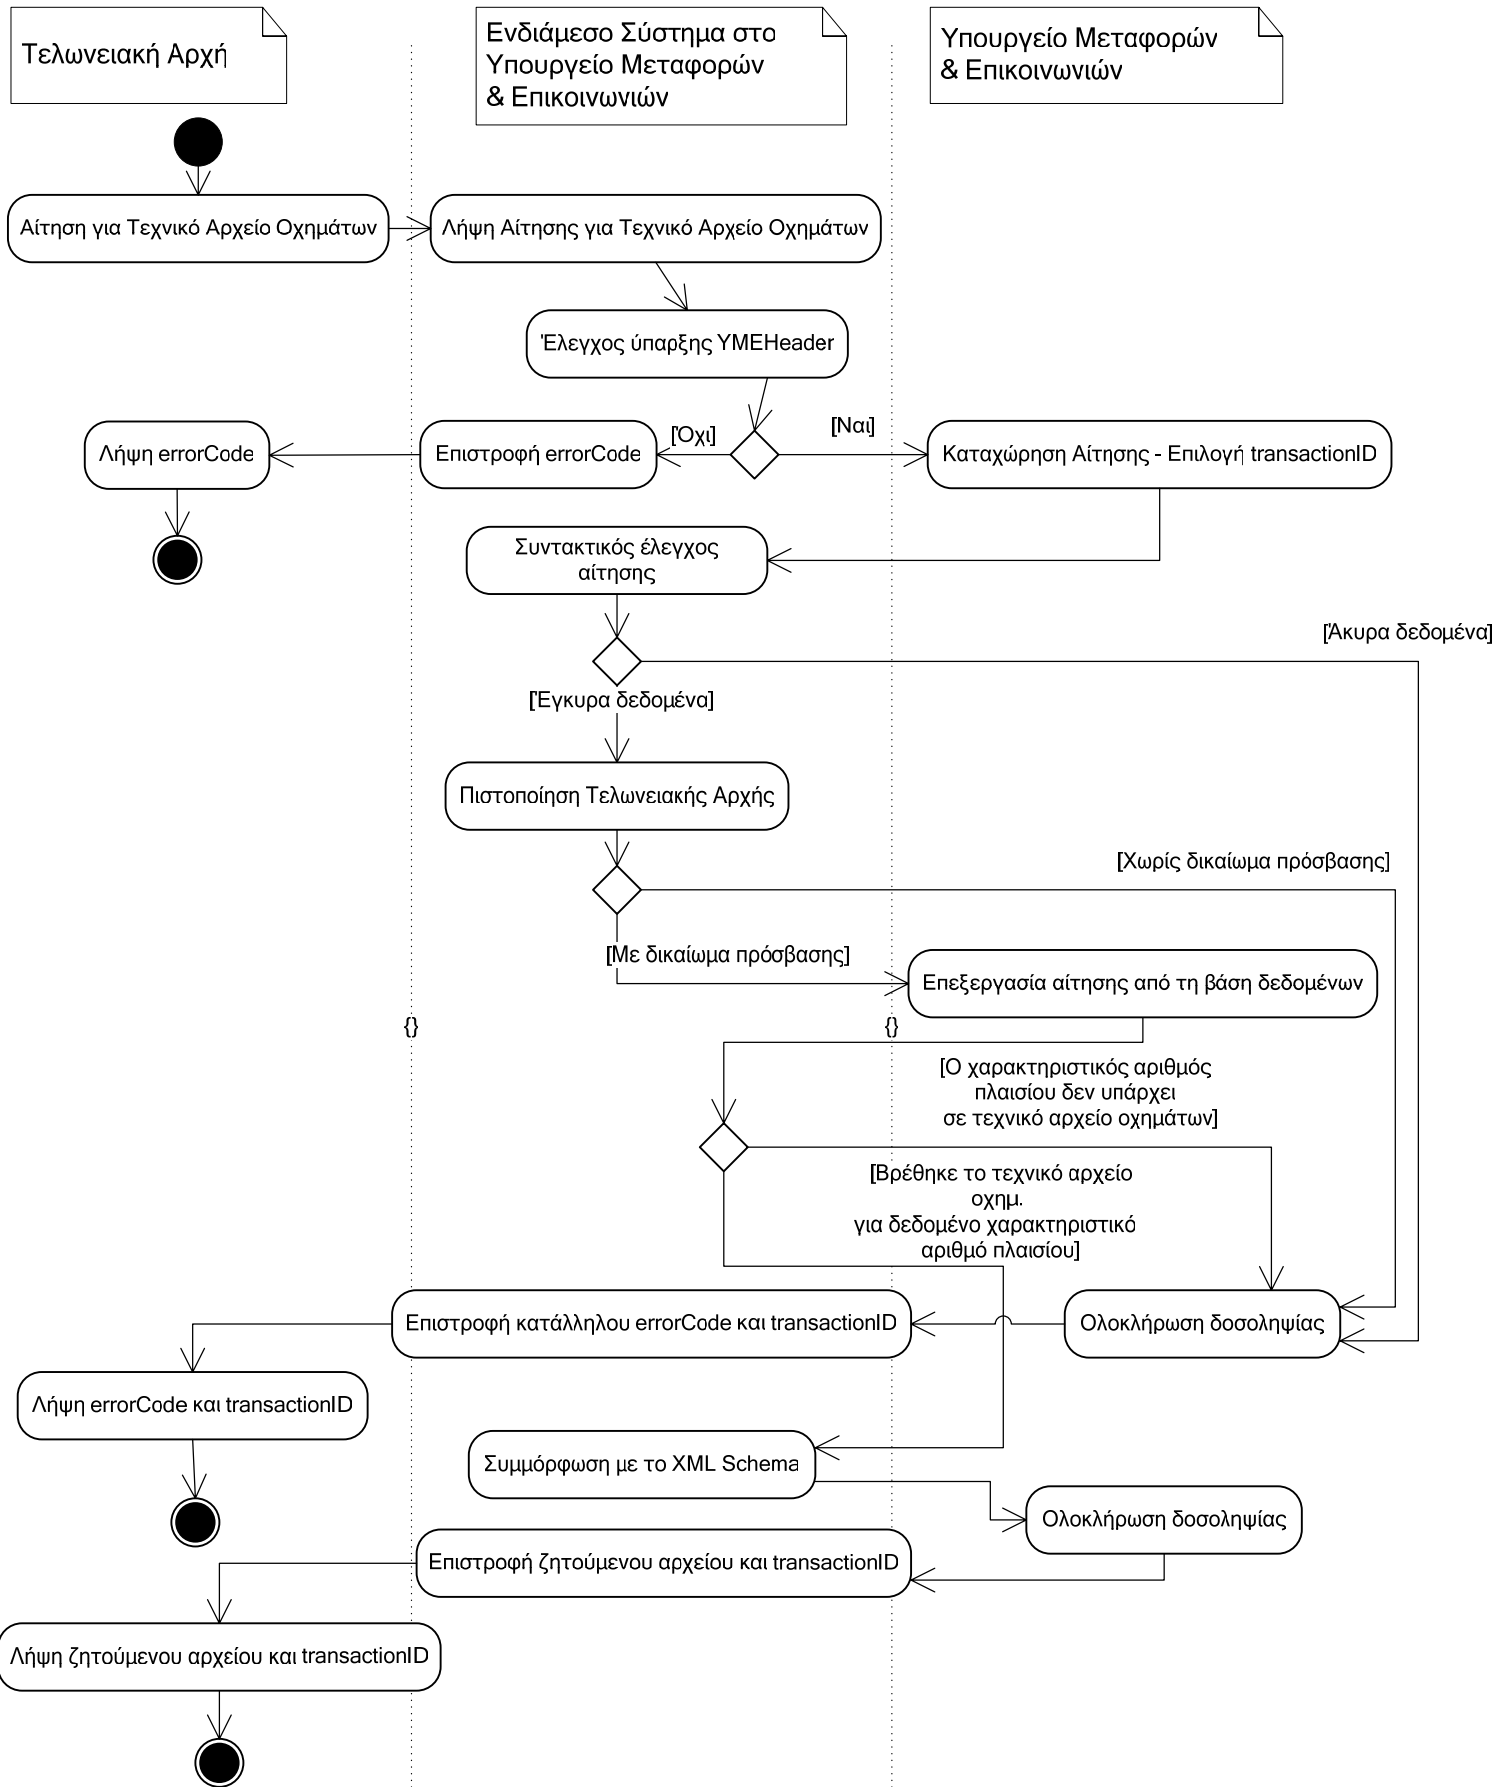 Τελωνειακή Αρχή
Ενδιάμεσο Σύστημα στο
Υπουργείο Μεταφορών
& Επικοινωνιών
Υπουργείο Μεταφορών
& Επικοινωνιών
Αίτηση για Τεχνικό Αρχείο Οχημάτων
Λήψη Αίτησης για Τεχνικό Αρχείο Οχημάτων
Έλεγχος ύπαρξης YMEHeader
[Όχι]
[Ναι]
Λήψη errorCode
Επιστροφή errorCode
Καταχώρηση Αίτησης - Επιλογή transactionID
Συντακτικός έλεγχος
αίτησης
[Άκυρα δεδομένα]
[Έγκυρα δεδομένα]
Πιστοποίηση Τελωνειακής Αρχής
[Χωρίς δικαίωμα πρόσβασης]
[Με δικαίωμα πρόσβασης]
Επεξεργασία αίτησης από τη βάση δεδομένων
{}
{}
[Ο χαρακτηριστικός αριθμός
πλαισίου δεν υπάρχει
σε τεχνικό αρχείο οχημάτων]
[Βρέθηκε το τεχνικό αρχείο
οχημ.
για δεδομένο χαρακτηριστικό
αριθμό πλαισίου]
Επιστροφή κατάλληλου errorCode και transactionID
Ολοκλήρωση δοσοληψίας
Λήψη errorCode και transactionID
Συμμόρφωση με το XML Schema
Ολοκλήρωση δοσοληψίας
Επιστροφή ζητούμενου αρχείου και transactionID
Λήψη ζητούμενου αρχείου και transactionID